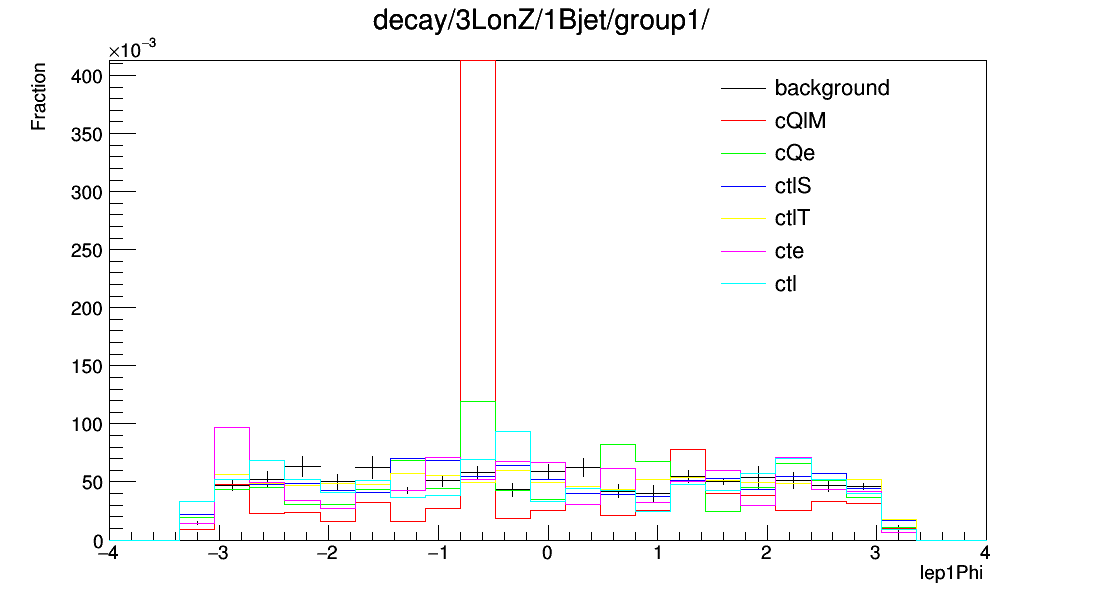 decay/3LonZ/1Bjet/group1/
×10⁻³
Fraction
400
350
300
250
200
150
100
50
0
background
cQlM
cQe
ctlS
ctlT
cte
ctl
−4 −3 −2 −1 0 1 2 3 4
lep1Phi